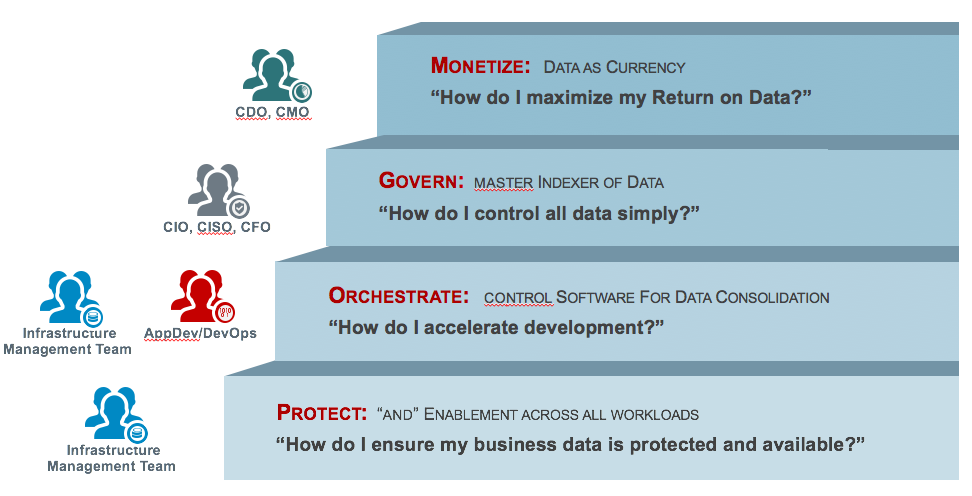 MONETIZE: DATA AS CURRENCY
“How do I maximize my Return on Data?”
CDO, CMO
GOVERN: MASTER INDEXER OF DATA
“How do I control all data simply?”
CIO, CISO, CFO
ORCHESTRATE: CONTROL SOFTWARE FOR DATA CONSOLIDATION
“How do I accelerate development?”
Infrastructure
Management Team
AppDev/DevOps
PROTECT: “AND” ENABLEMENT ACROSS ALL WORKLOADS
“How do I ensure my business data is protected and available?”
Infrastructure
Management Team